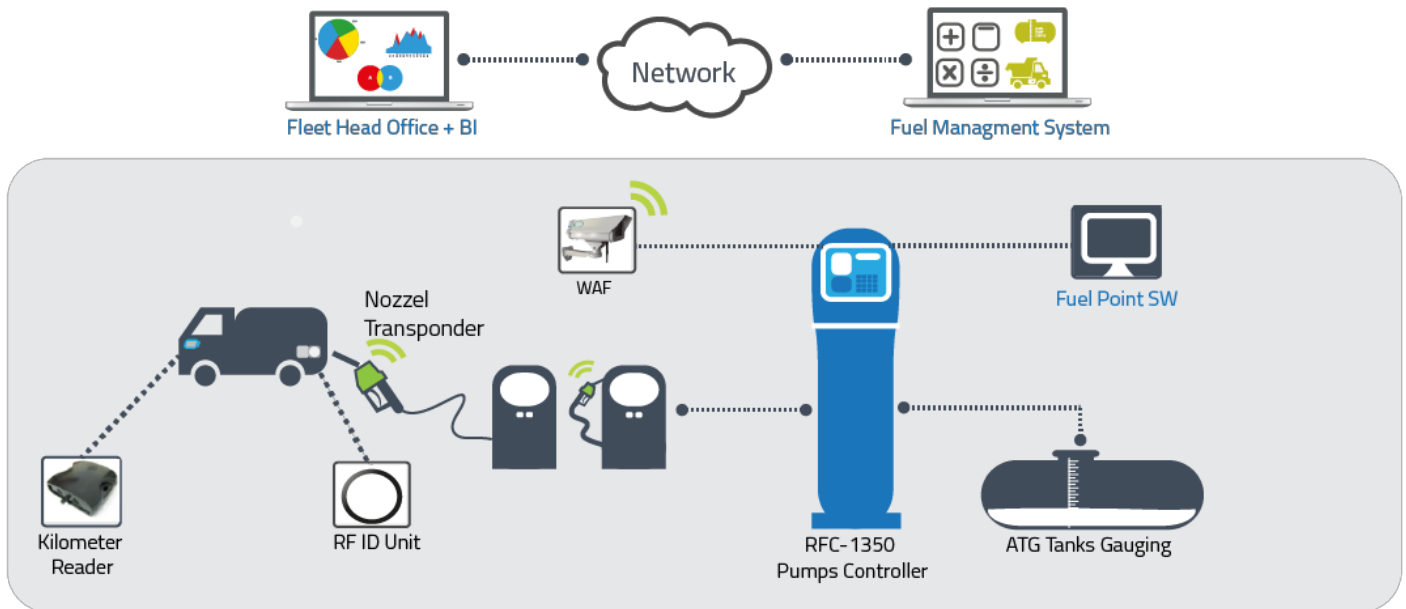 Network
Fleet Head Office + BI
Fuel Managment System
WAF
Fuel Point SW
Nozzel
Transponder
Kilometer
Reader
RF ID Unit
RFC-1350
Pumps Controller
ATG Tanks Gauging